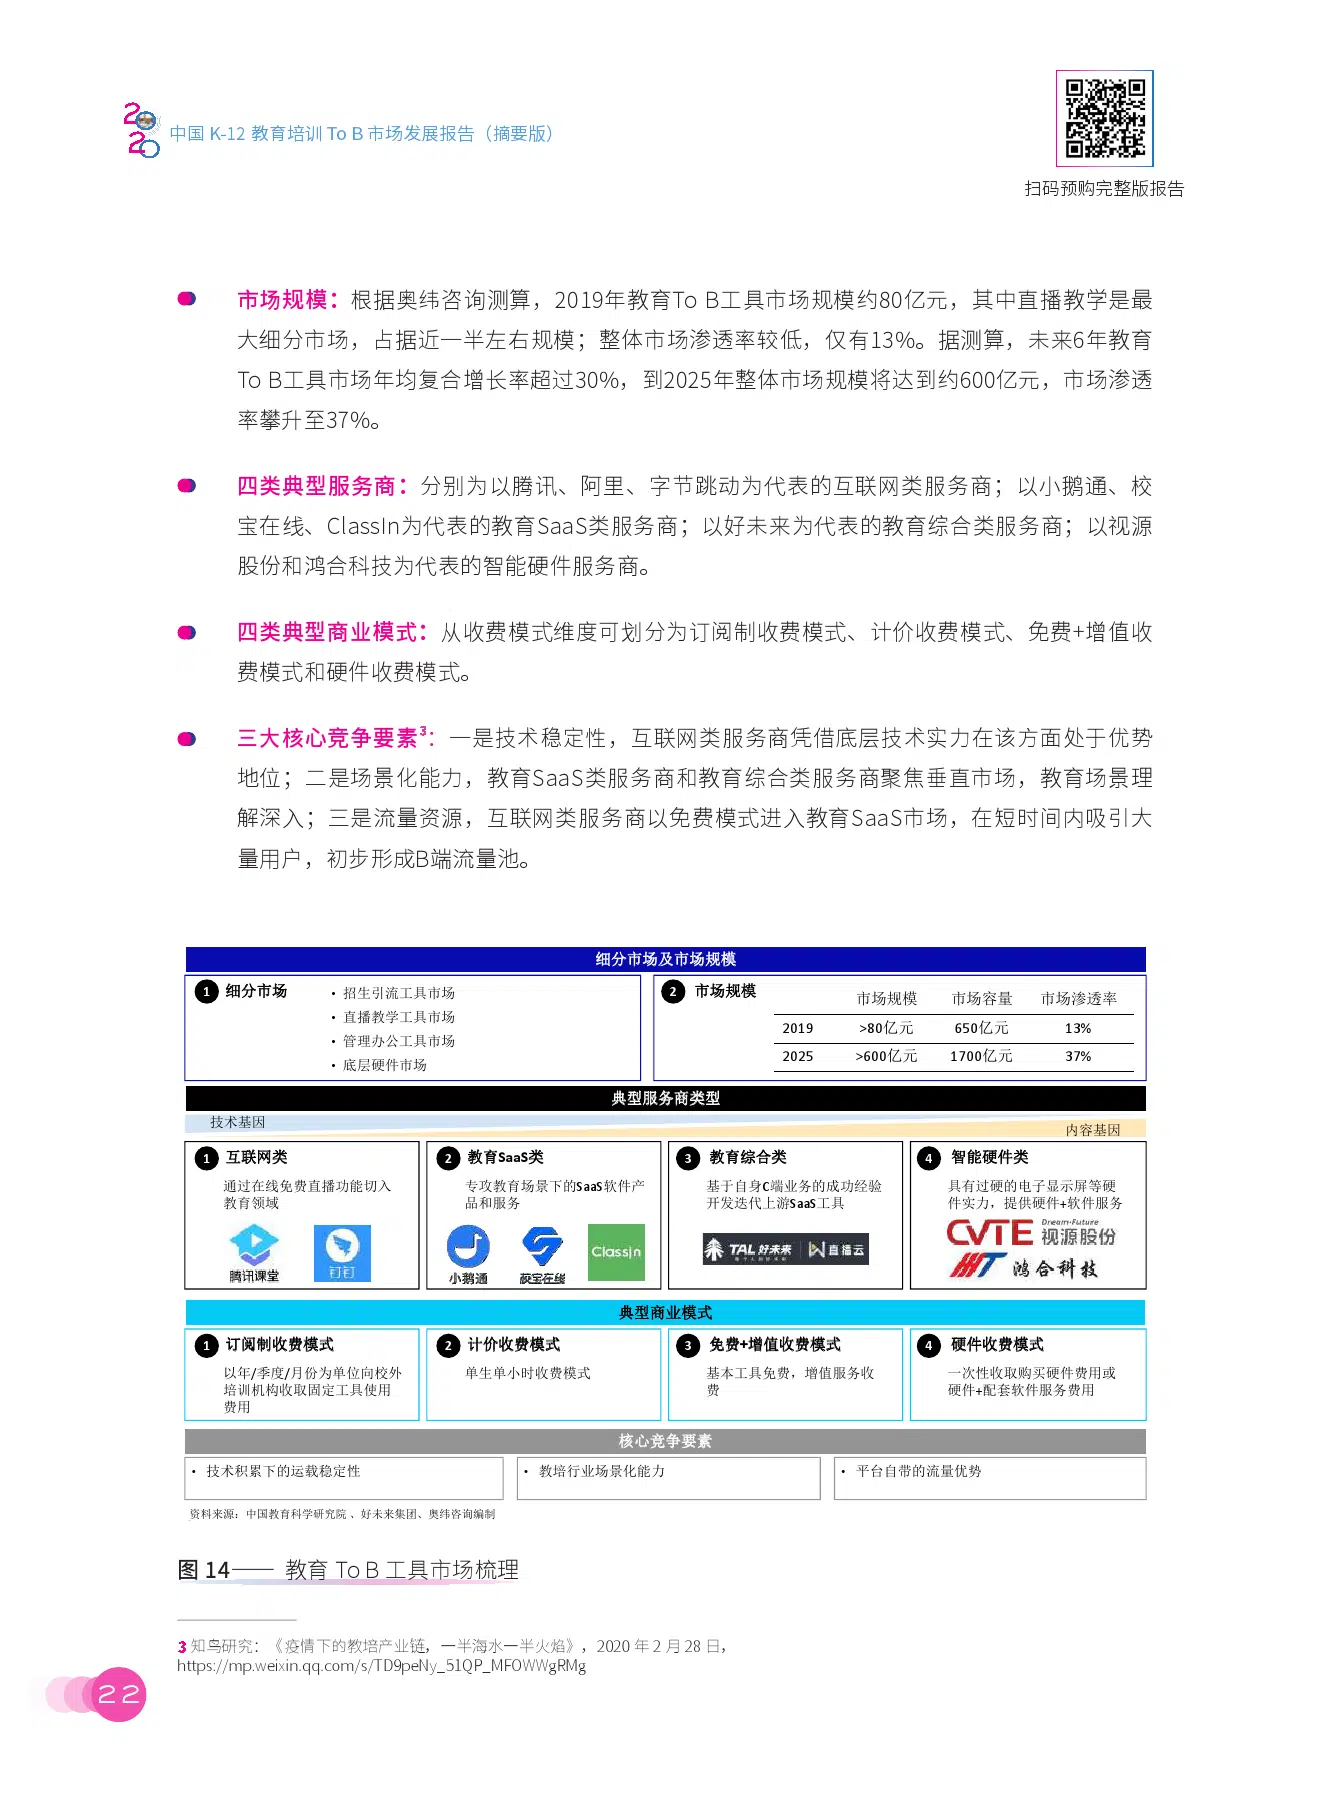 2020
中国 K-12 教育培训 To B 市场发展报告（摘要版）
扫码预购完整版报告
市场规模：根据奥纬咨询测算，2019年教育To B工具市场规模约80亿元，其中直播教学是最
大细分市场，占据近一半左右规模；整体市场渗透率较低，仅有13%。据测算，未来6年教育
To B工具市场年均复合增长率超过30%，到2025年整体市场规模将达到约600亿元，市场渗透
率攀升至37%。
四类典型服务商：分别为以腾讯、阿里、字节跳动为代表的互联网类服务商；以小鹅通、校
宝在线、ClassIn为代表的教育SaaS类服务商；以好未来为代表的教育综合类服务商；以视源
股份和鸿合科技为代表的智能硬件服务商。
四类典型商业模式：从收费模式维度可划分为订阅制收费模式、计价收费模式、免费+增值收
费模式和硬件收费模式。
三大核心竞争要素3：一是技术稳定性，互联网类服务商凭借底层技术实力在该方面处于优势
地位；二是场景化能力，教育SaaS类服务商和教育综合类服务商聚焦垂直市场，教育场景理
解深入；三是流量资源，互联网类服务商以免费模式进入教育SaaS市场，在短时间内吸引大
量用户，初步形成B端流量池。
细分市场及市场规模
1 细分市场
• 招生引流工具市场
• 直播教学工具市场
• 管理办公工具市场
• 底层硬件市场
2 市场规模
市场规模 市场容量 市场渗透率
2019 >80亿元 650亿元 13%
2025 >600亿元 1700亿元 37%
典型服务商类型
技术基因
内容基因
1 互联网类
通过在线免费直播功能切入
教育领域
腾讯课堂
钉钉
2 教育SaaS类
专攻教育场景下的SaaS软件产
品和服务
小鹅通
校宝在线
ClassIn
3 教育综合类
基于自身C端业务的成功经验
开发迭代上游SaaS工具
TAL 好未来 直播云
4 智能硬件类
具有过硬的电子显示屏等硬
件实力，提供硬件+软件服务
CVTE Dream·Future
视源股份
鸿合科技
典型商业模式
1 订阅制收费模式
以年/季度/月份为单位向校外
培训机构收取固定工具使用
费用
2 计价收费模式
单生单小时收费模式
3 免费+增值收费模式
基本工具免费，增值服务收
费
4 硬件收费模式
一次性收取购买硬件费用或
硬件+配套软件服务费用
核心竞争要素
• 技术积累下的运载稳定性
• 教培行业场景化能力
• 平台自带的流量优势
资料来源：中国教育科学研究院 、好未来集团、奥纬咨询编制
图 14—— 教育 To B 工具市场梳理
3 知鸟研究：《疫情下的教培产业链，一半海水一半火焰》，2020 年 2 月 28 日，
https://mp.weixin.qq.com/s/TD9peNy_51QP_MFOWWgRMg
22